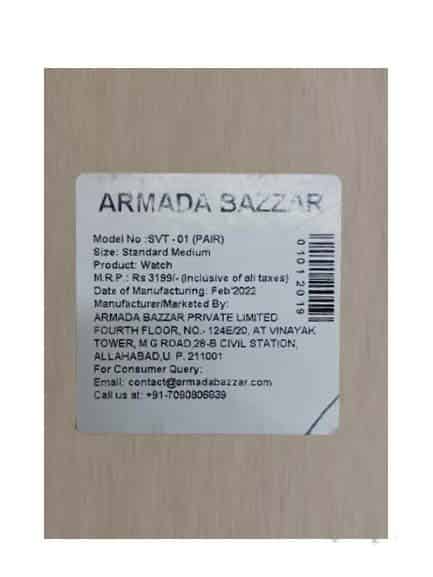 ARMADA BAZZAR
Model No :SVT - 01 (PAIR)
Size: Standard Medium
Product: Watch
M.R.P.: Rs 3199/- (Inclusive of all taxes)
Date of Manufacturing: Feb'2022
Manufacturer/Marketed By:
ARMADA BAZZAR PRIVATE LIMITED
FOURTH FLOOR, NO.- 124E/20, AT VINAYAK
TOWER, M G ROAD,28-B CIVIL STATION,
ALLAHABAD,U. P. 211001
For Consumer Query:
Email: contact@armadabazzar.com
Call us at: +91-7080806839
01012019